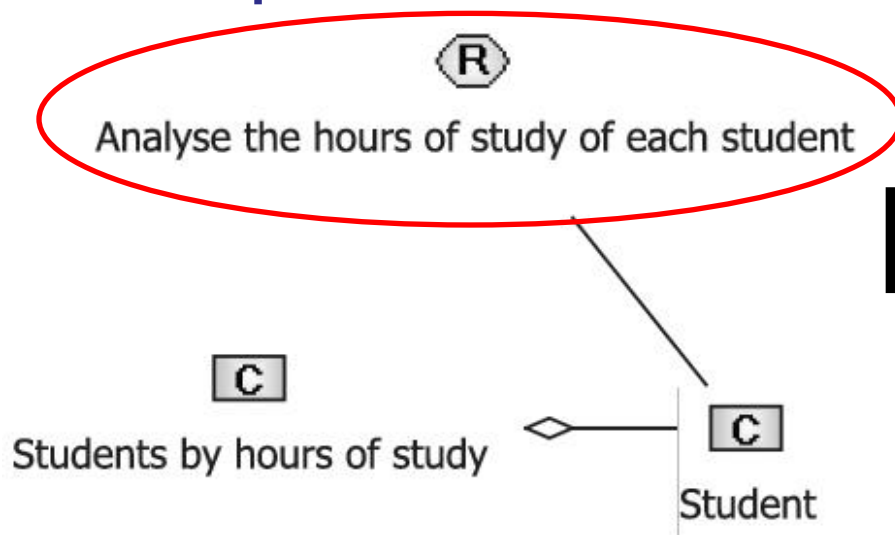 R
Analyse the hours of study of each student
C
Students by hours of study
C
Student